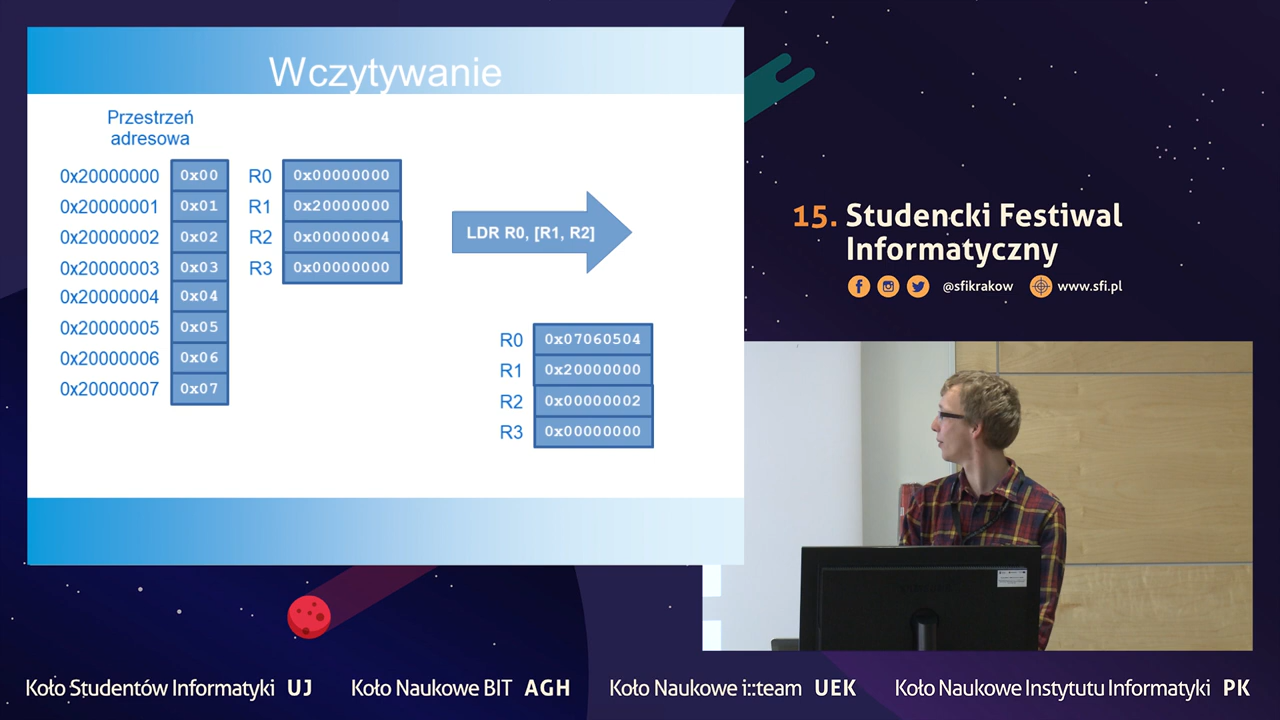 Wczytywanie
Przestrzeń
adresowa
0x20000000 0x00 R0 0x00000000
0x20000001 0x01 R1 0x20000000
0x20000002 0x02 R2 0x00000004
0x20000003 0x03 R3 0x00000000
0x20000004 0x04
0x20000005 0x05
0x20000006 0x06
0x20000007 0x07
LDR R0, [R1, R2]
R0 0x07060504
R1 0x20000000
R2 0x00000002
R3 0x00000000
15. Studencki Festiwal
Informatyczny
@sfikrakow www.sfi.pl
Koło Studentów Informatyki UJ
Koło Naukowe BIT AGH
Koło Naukowe i::team UEK
Koło Naukowe Instytutu Informatyki PK